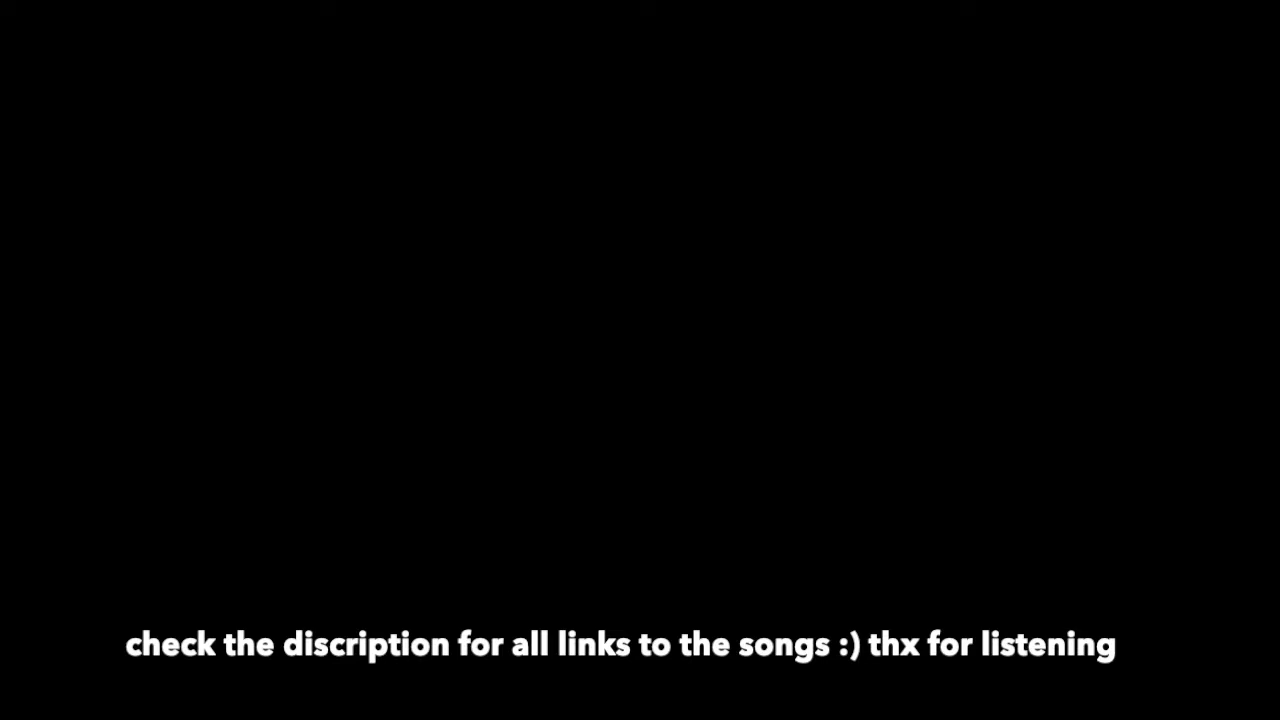 check the discription for all links to the songs :) thx for listening